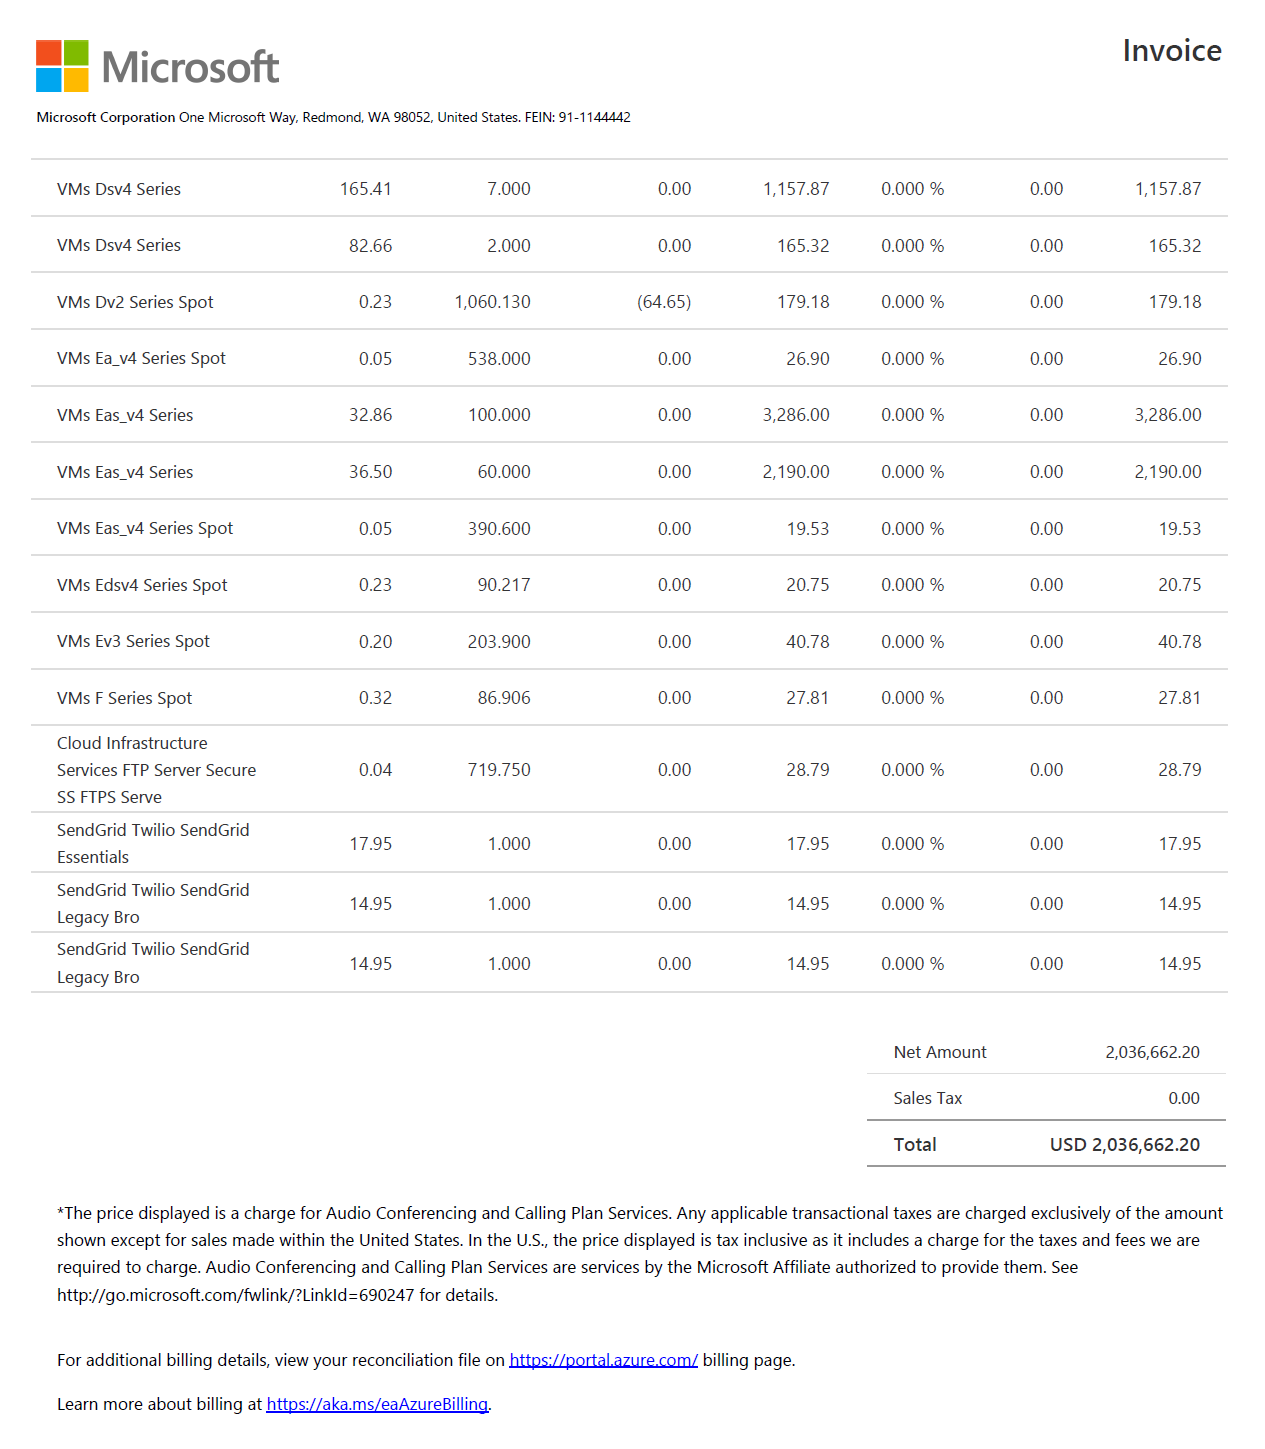 Microsoft
Invoice
Microsoft Corporation One Microsoft Way, Redmond, WA 98052, United States. FEIN: 91-1144442
VMs Dsv4 Series 165.41 7.000 0.00 1,157.87 0.000 % 0.00 1,157.87
VMs Dsv4 Series 82.66 2.000 0.00 165.32 0.000 % 0.00 165.32
VMs Dv2 Series Spot 0.23 1,060.130 (64.65) 179.18 0.000 % 0.00 179.18
VMs Ea_v4 Series Spot 0.05 538.000 0.00 26.90 0.000 % 0.00 26.90
VMs Eas_v4 Series 32.86 100.000 0.00 3,286.00 0.000 % 0.00 3,286.00
VMs Eas_v4 Series 36.50 60.000 0.00 2,190.00 0.000 % 0.00 2,190.00
VMs Eas_v4 Series Spot 0.05 390.600 0.00 19.53 0.000 % 0.00 19.53
VMs Edsv4 Series Spot 0.23 90.217 0.00 20.75 0.000 % 0.00 20.75
VMs Ev3 Series Spot 0.20 203.900 0.00 40.78 0.000 % 0.00 40.78
VMs F Series Spot 0.32 86.906 0.00 27.81 0.000 % 0.00 27.81
Cloud Infrastructure
Services FTP Server Secure 0.04 719.750 0.00 28.79 0.000 % 0.00 28.79
SS FTPS Serve
SendGrid Twilio SendGrid
Essentials 17.95 1.000 0.00 17.95 0.000 % 0.00 17.95
SendGrid Twilio SendGrid
Legacy Bro 14.95 1.000 0.00 14.95 0.000 % 0.00 14.95
SendGrid Twilio SendGrid
Legacy Bro 14.95 1.000 0.00 14.95 0.000 % 0.00 14.95
Net Amount 2,036,662.20
Sales Tax 0.00
Total USD 2,036,662.20
*The price displayed is a charge for Audio Conferencing and Calling Plan Services. Any applicable transactional taxes are charged exclusively of the amount
shown except for sales made within the United States. In the U.S., the price displayed is tax inclusive as it includes a charge for the taxes and fees we are
required to charge. Audio Conferencing and Calling Plan Services are services by the Microsoft Affiliate authorized to provide them. See
http://go.microsoft.com/fwlink/?LinkId=690247 for details.
For additional billing details, view your reconciliation file on https://portal.azure.com/ billing page.
Learn more about billing at https://aka.ms/eaAzureBilling.